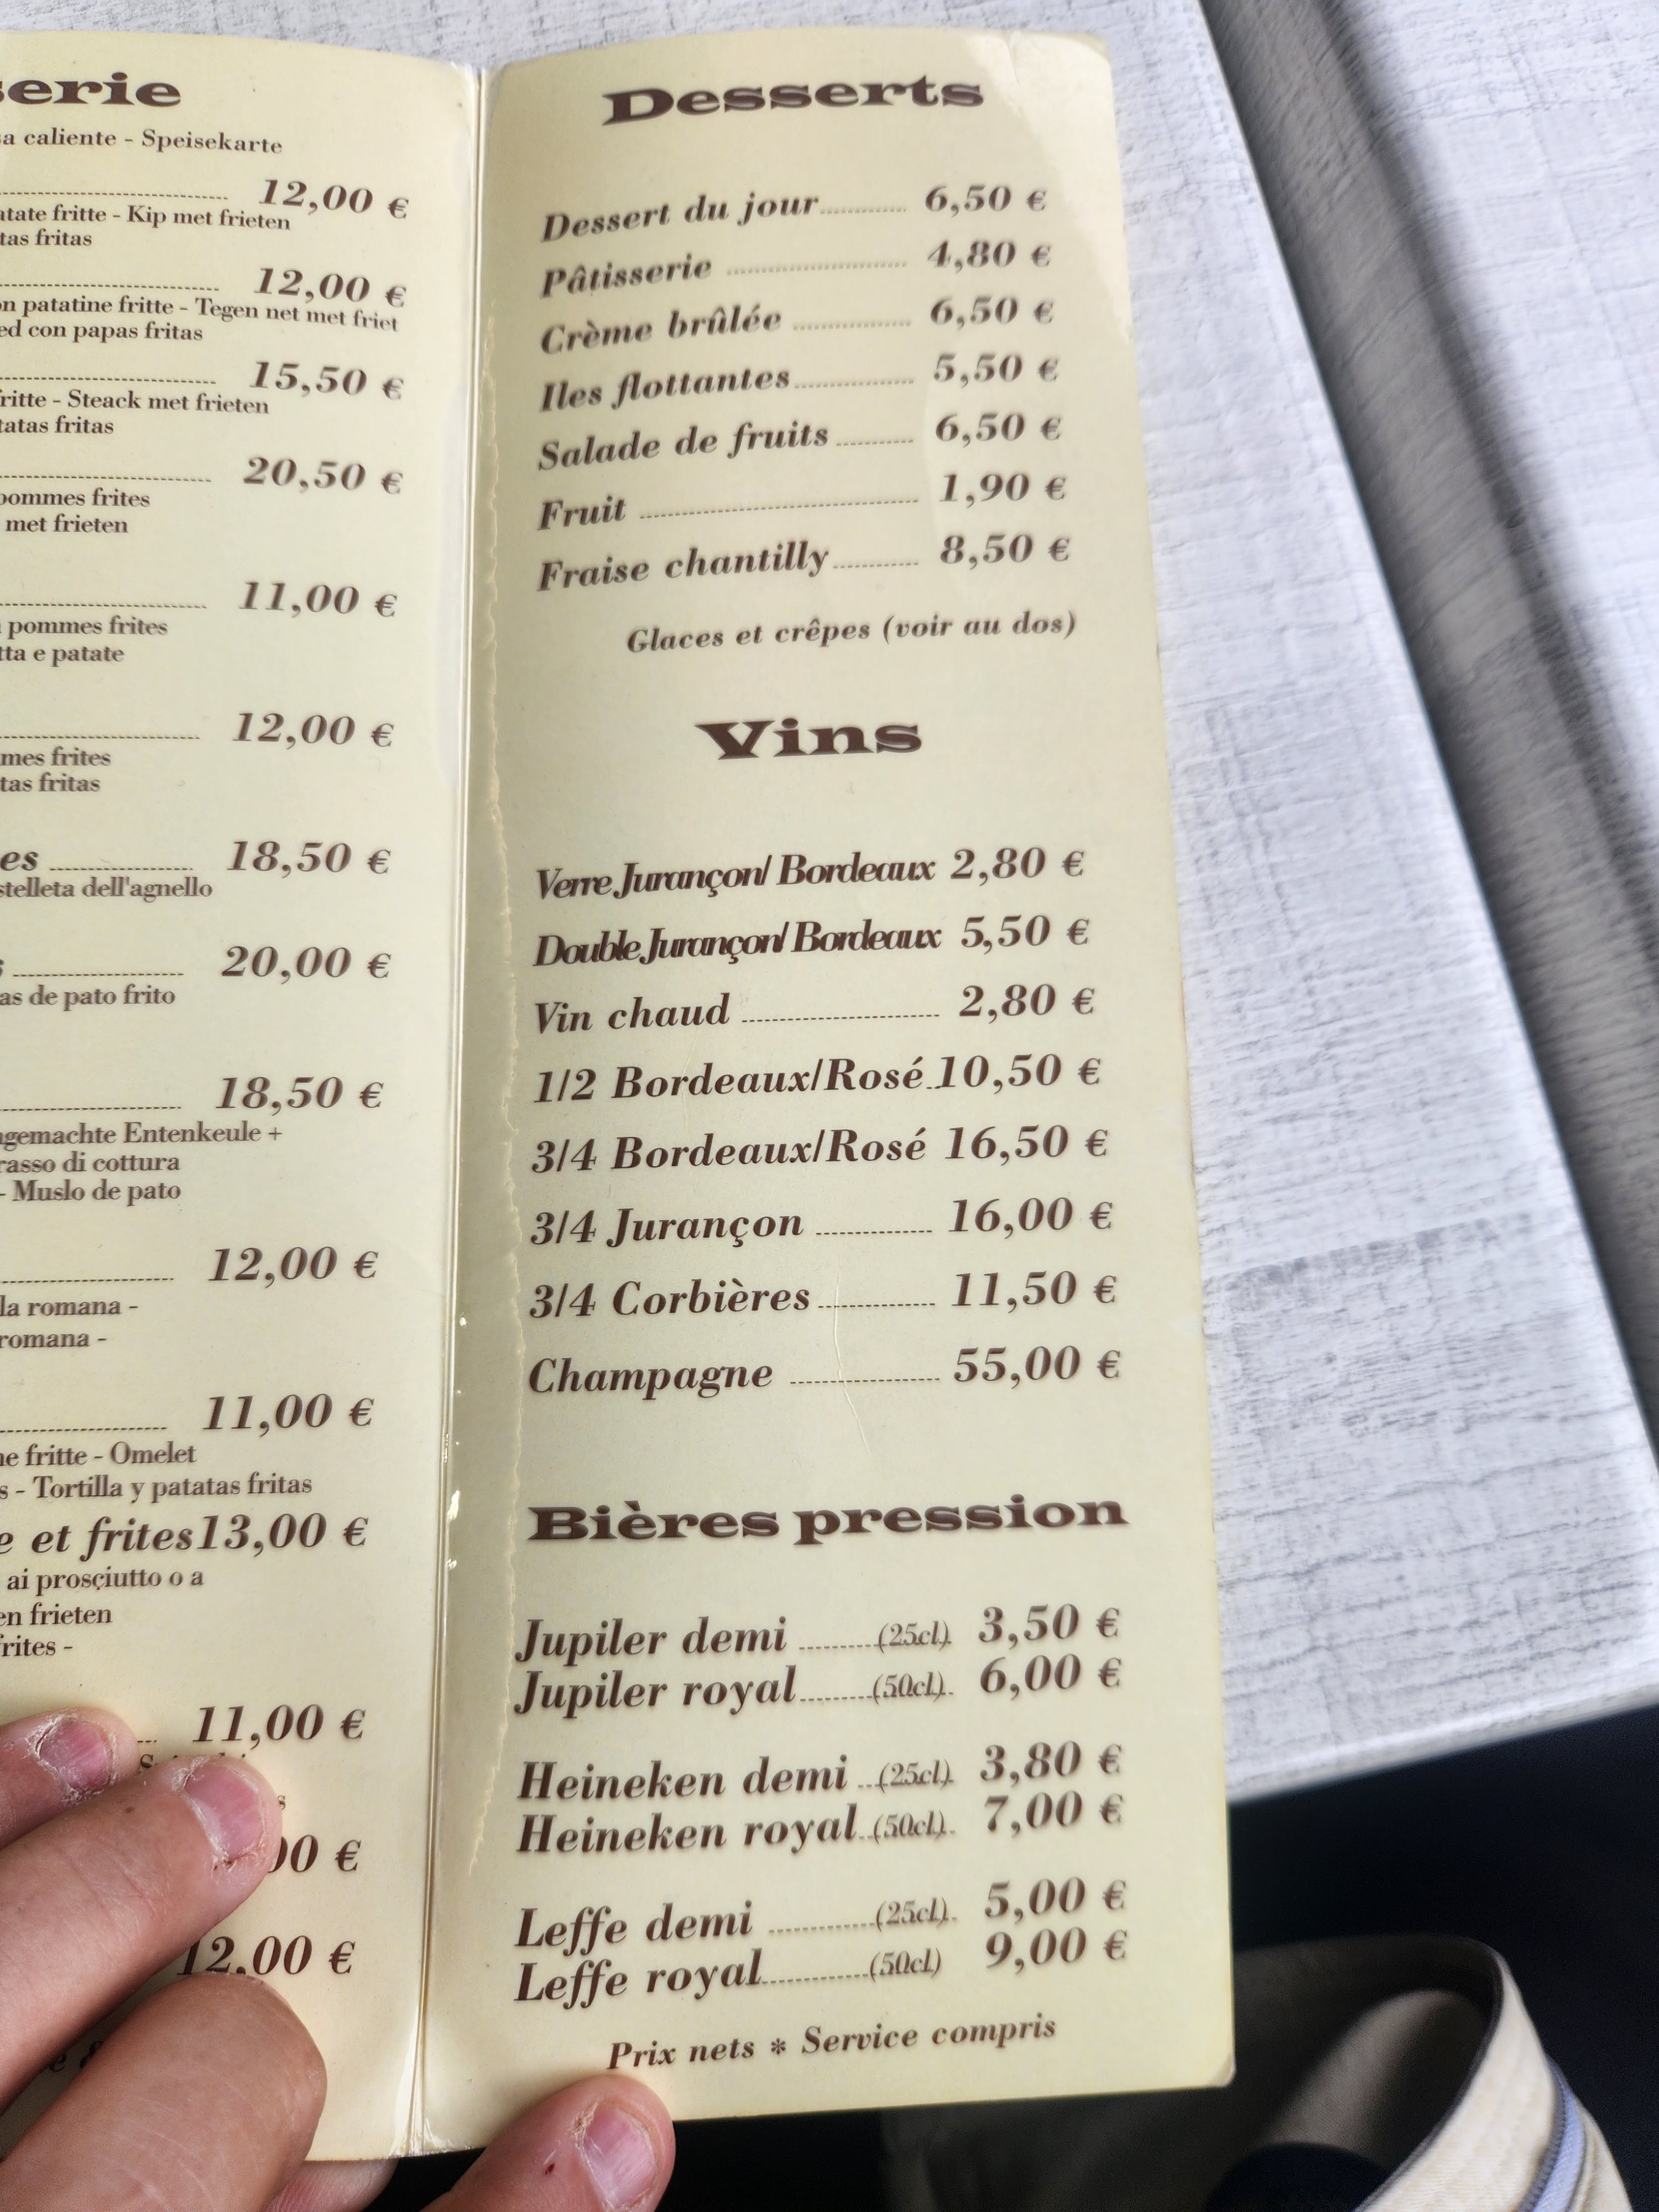 serie
sa caliente - Speisekarte
12,00 €
atate fritte - Kip met frieten
tas fritas
12,00 €
on patatine fritte - Tegen net met friet
ed con papas fritas
15,50 €
fritte - Steack met frieten
tatas fritas
20,50 €
pommes frites
met frieten
11,00 €
pommes frites
tta e patate
12,00 €
mes frites
tas fritas
es 18,50 €
stelleta dell'agnello
s 20,00 €
as de pato frito
18,50 €
ngemachte Entenkeule +
rasso di cottura
- Muslo de pato
12,00 €
la romana -
romana -
11,00 €
ne fritte - Omelet
s - Tortilla y patatas fritas
e et frites 13,00 €
ai prosçiutto o a
en frieten
frites -
11,00 €
00 €
12,00 €
Desserts
Dessert du jour 6,50 €
Pâtisserie 4,80 €
Crème brûlée 6,50 €
Iles flottantes 5,50 €
Salade de fruits 6,50 €
Fruit 1,90 €
Fraise chantilly 8,50 €
Glaces et crêpes (voir au dos)
Vins
Verre Jurançon/ Bordeaux 2,80 €
Double Jurançon/ Bordeaux 5,50 €
Vin chaud 2,80 €
1/2 Bordeaux/Rosé 10,50 €
3/4 Bordeaux/Rosé 16,50 €
3/4 Jurançon 16,00 €
3/4 Corbières 11,50 €
Champagne 55,00 €
Bières pression
Jupiler demi (25cl) 3,50 €
Jupiler royal (50cl) 6,00 €
Heineken demi (25cl) 3,80 €
Heineken royal (50cl) 7,00 €
Leffe demi (25cl) 5,00 €
Leffe royal (50cl) 9,00 €
Prix nets * Service compris